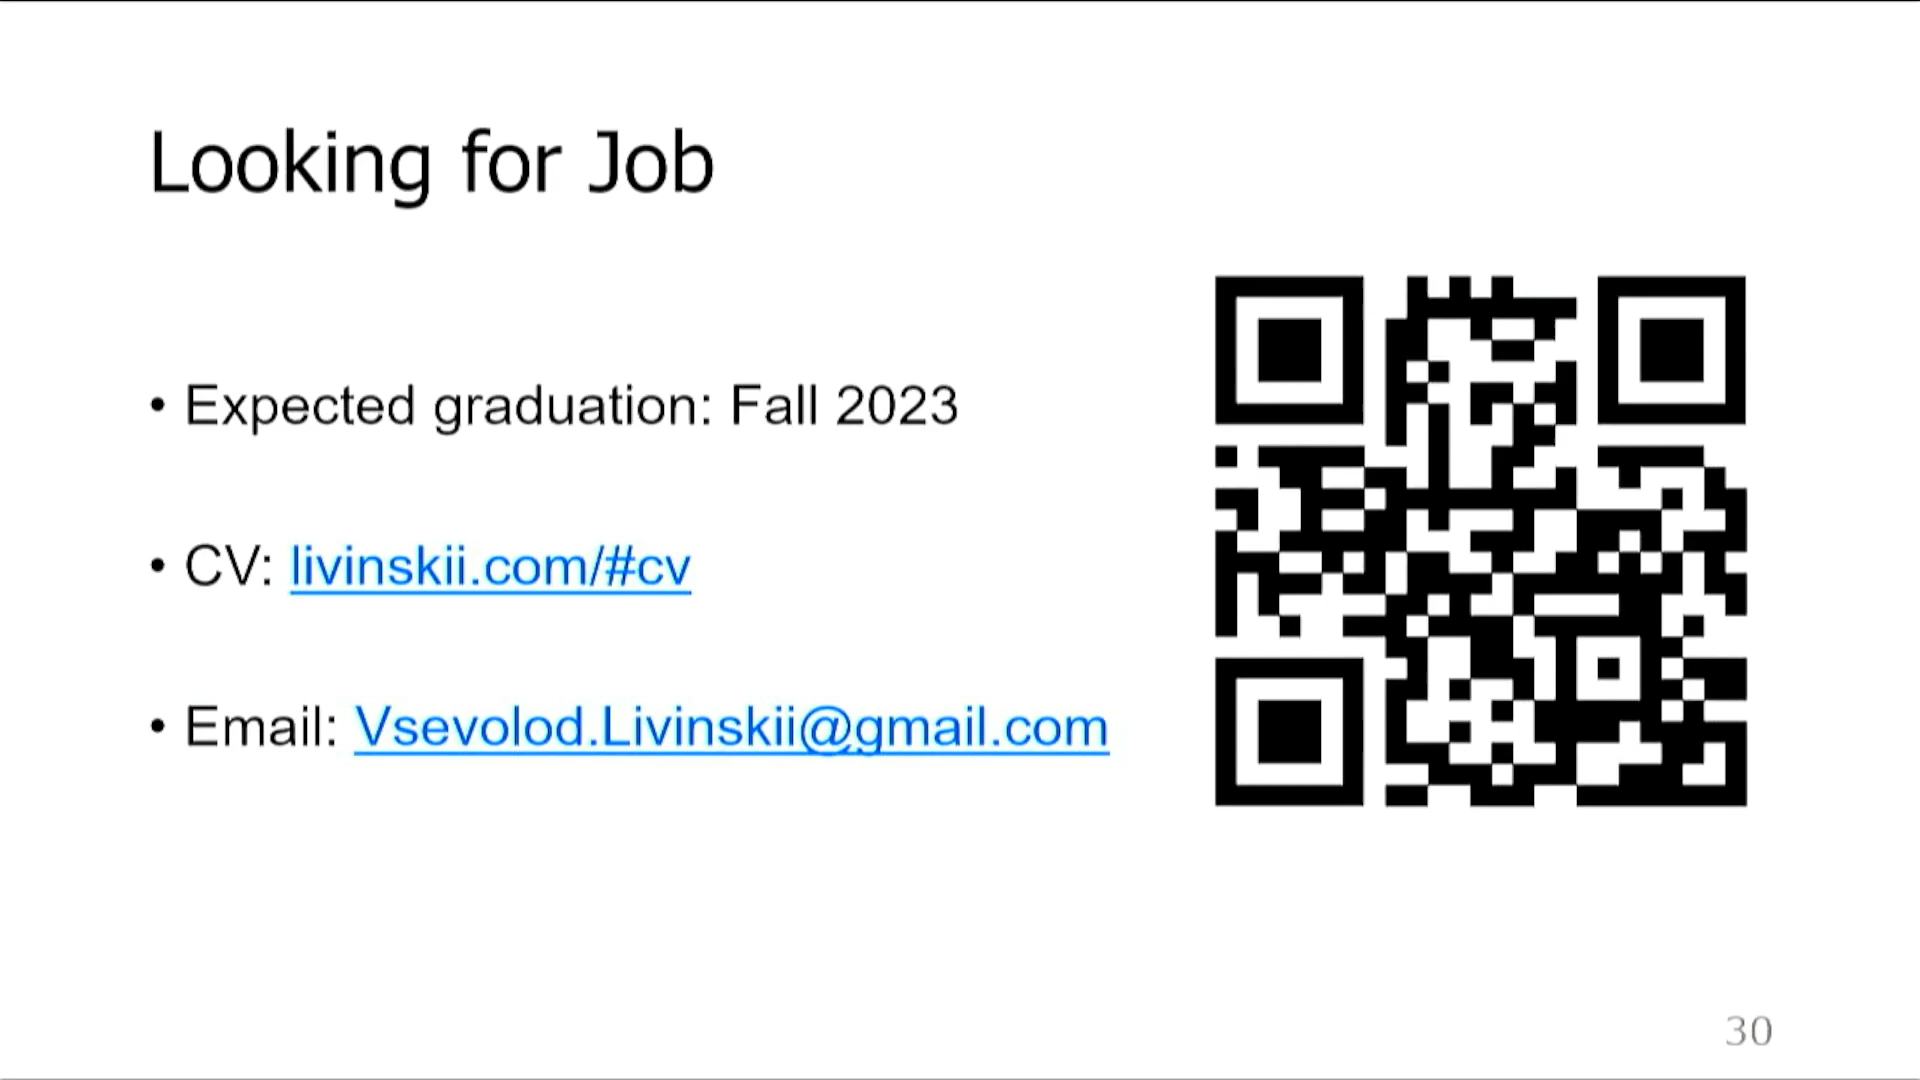 Looking for Job
• Expected graduation: Fall 2023
• CV: livinskii.com/#cv
• Email: Vsevolod.Livinskii@gmail.com
30